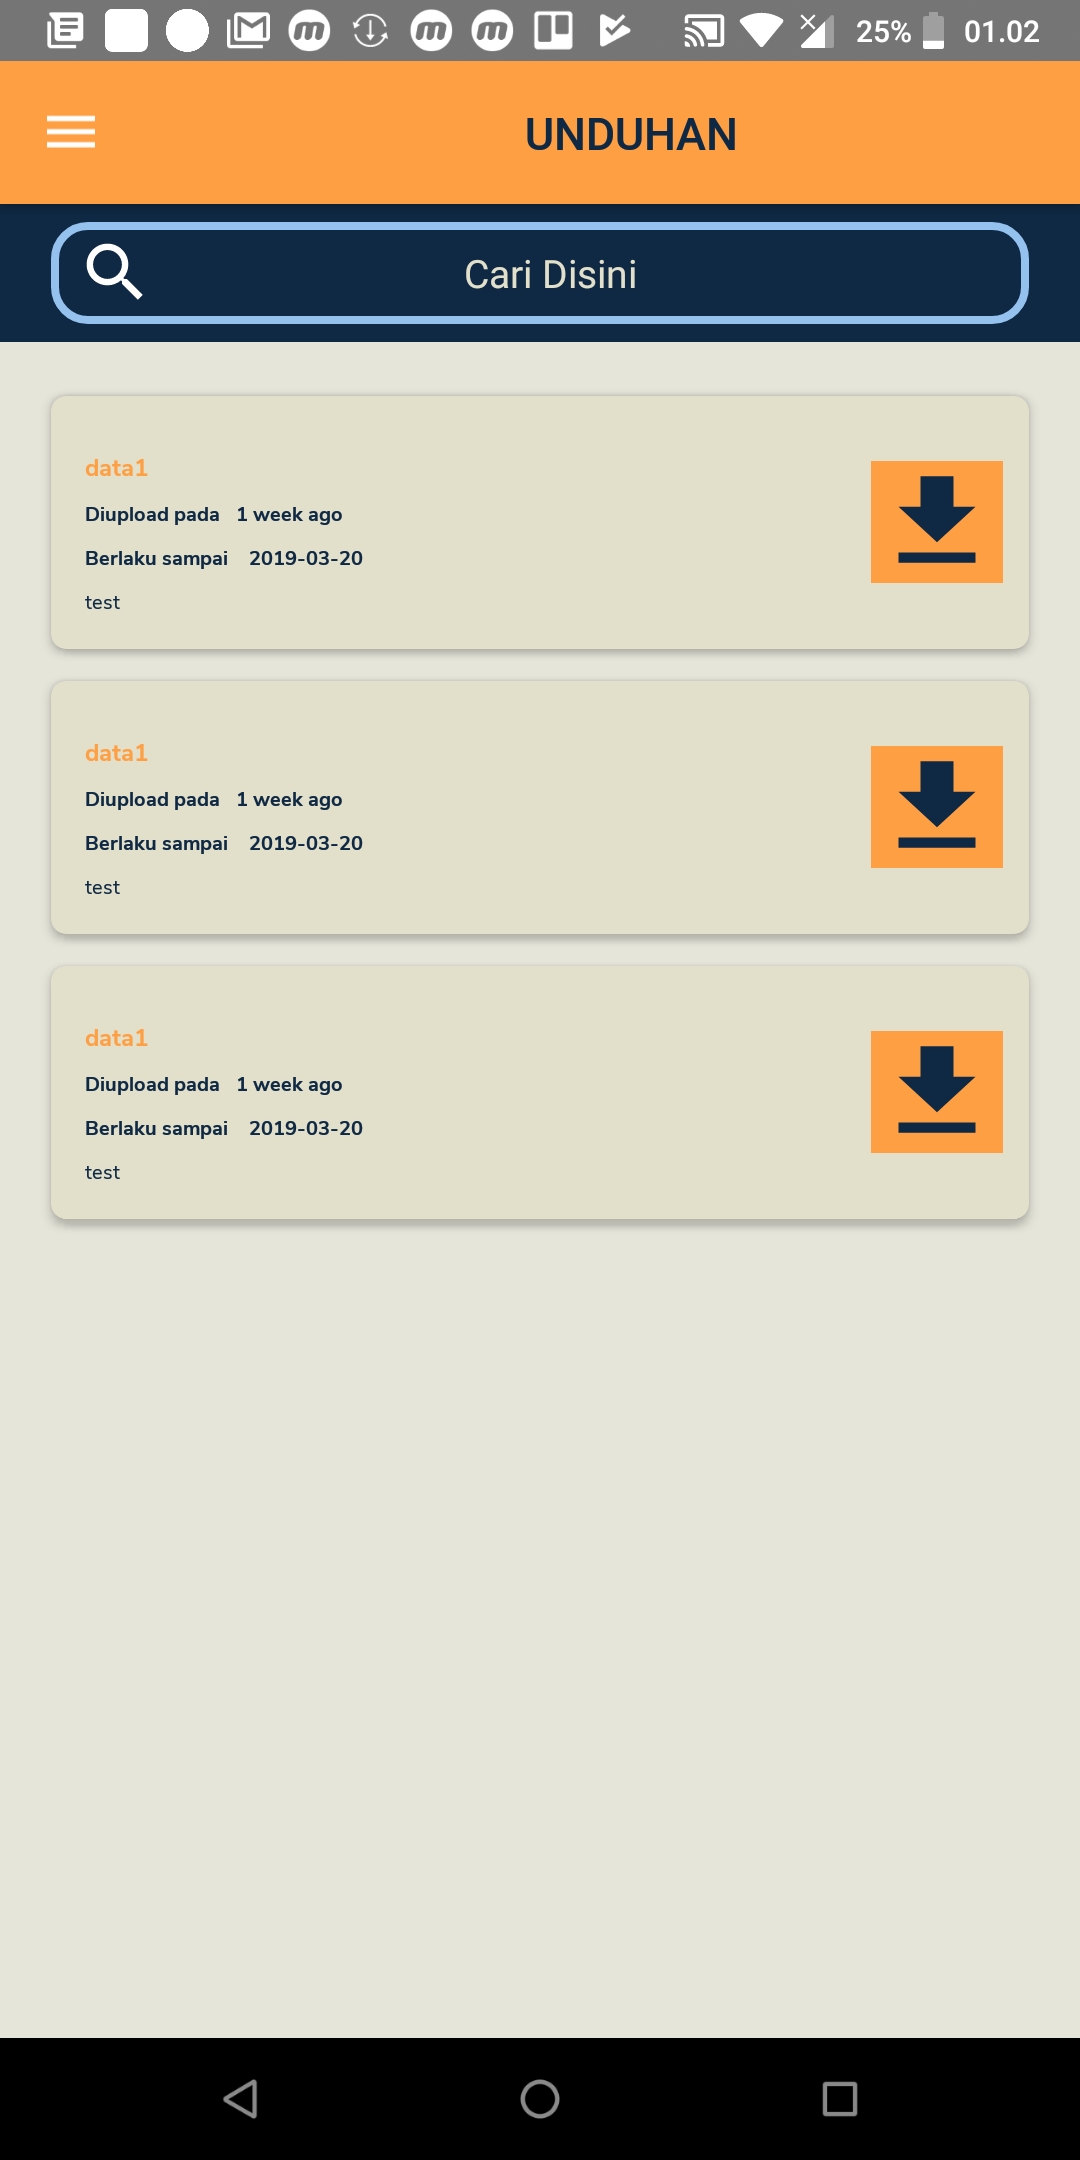 25% 01.02
UNDUHAN
Cari Disini
data1
Diupload pada 1 week ago
Berlaku sampai 2019-03-20
test
data1
Diupload pada 1 week ago
Berlaku sampai 2019-03-20
test
data1
Diupload pada 1 week ago
Berlaku sampai 2019-03-20
test